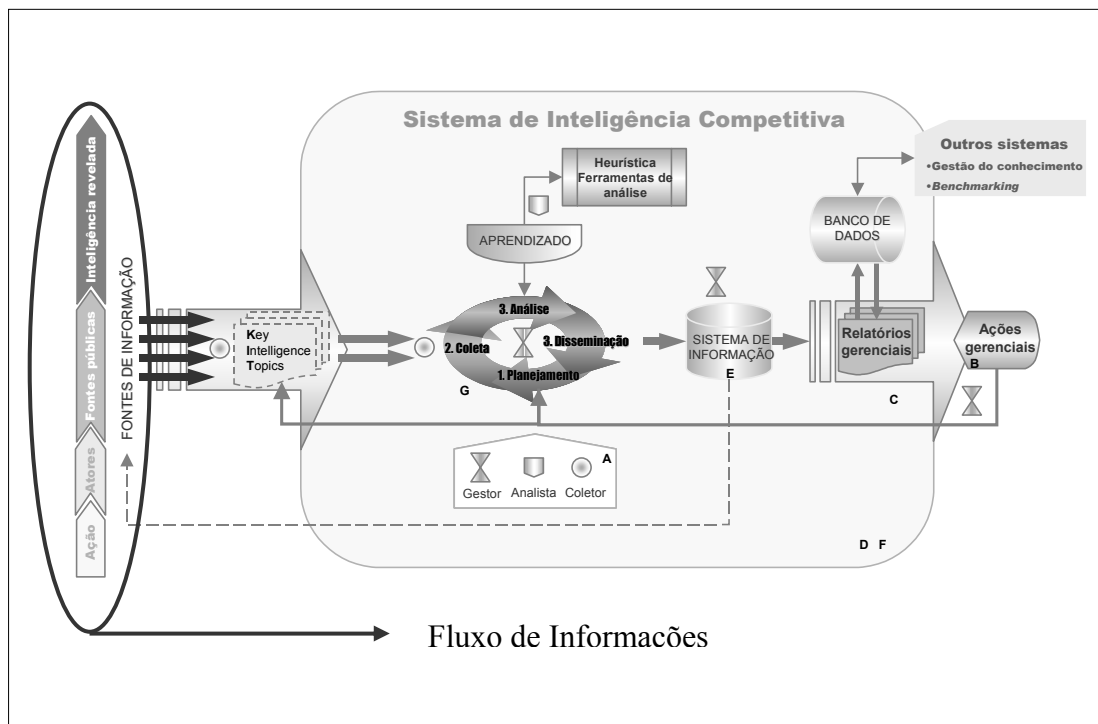 Sistema de Inteligência Competitiva
Inteligência revelada
Fontes públicas
Atores
Ação
FONTES DE INFORMAÇÃO
Key
Intelligence
Topics
Heurística
Ferramentas de
análise
APRENDIZADO
3. Análise
2. Coleta
3. Disseminação
1. Planejamento
G
SISTEMA DE
INFORMAÇÃO
E
Outros sistemas
•Gestão do conhecimento
•Benchmarking
BANCO DE
DADOS
Relatórios
gerenciais
C
Ações
gerenciais
B
A
Gestor
Analista
Coletor
D F
Fluxo de Informacões